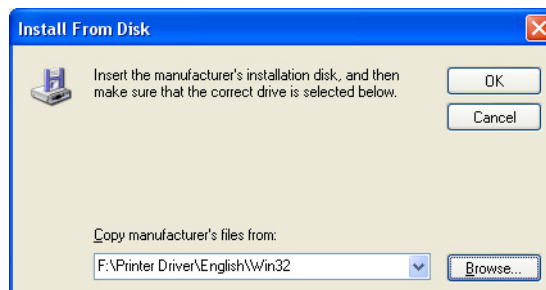 Install From Disk
Insert the manufacturer's installation disk, and then
make sure that the correct drive is selected below.
OK
Cancel
Copy manufacturer's files from:
F:\Printer Driver\English\Win32
Browse...